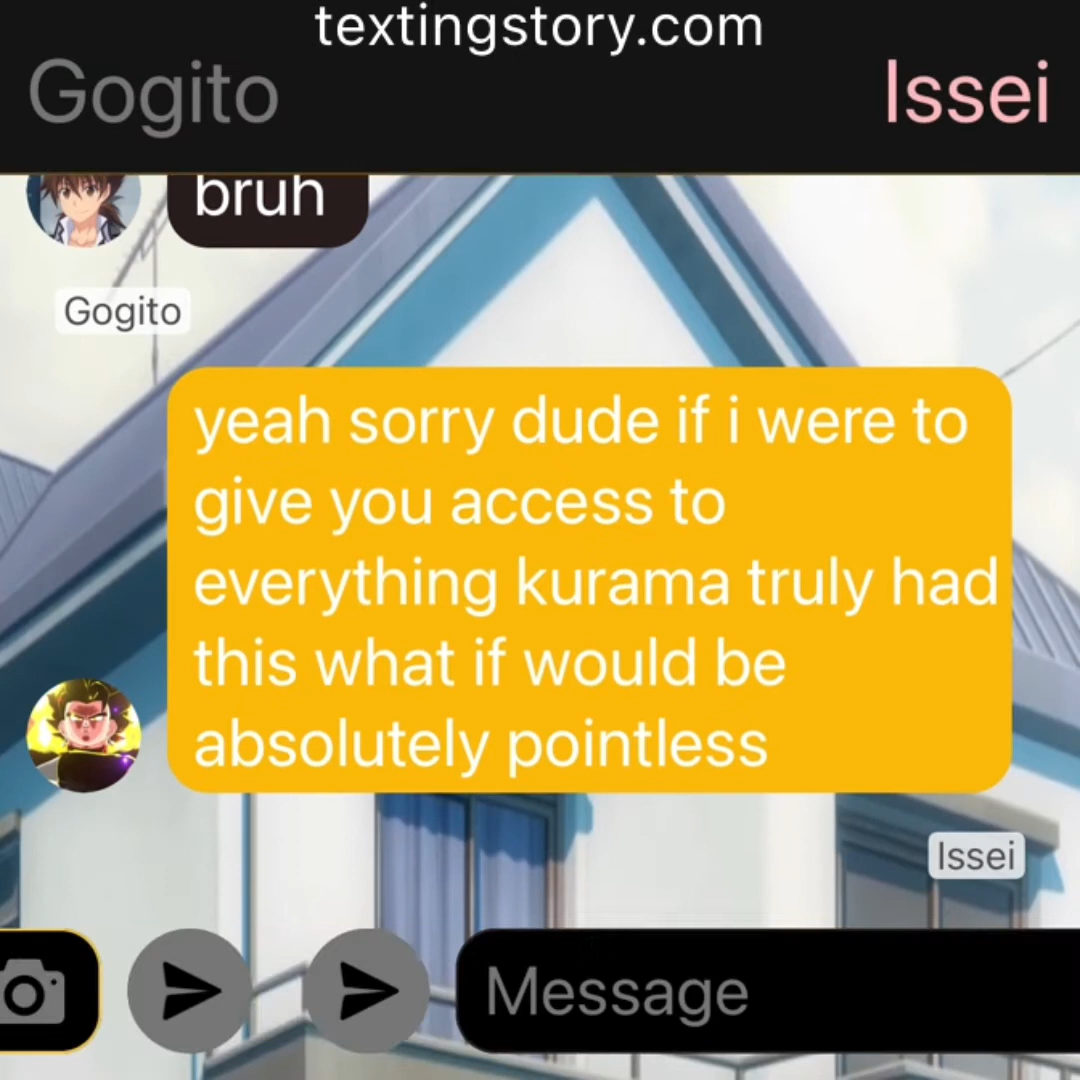 textingstory.com
Gogito
Issei
bruh
Gogito
yeah sorry dude if i were to
give you access to
everything kurama truly had
this what if would be
absolutely pointless
Issei
Message